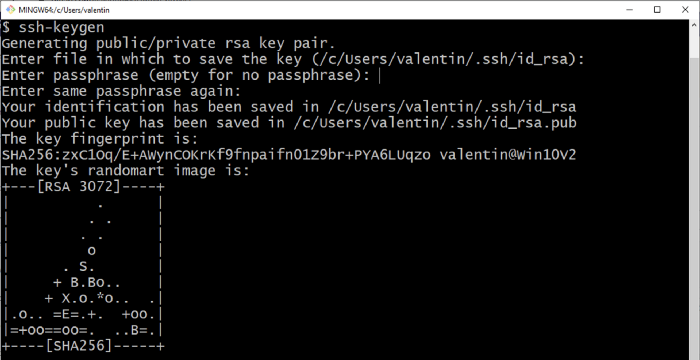 MINGW64:/c/Users/valentin
$ ssh-keygen
Generating public/private rsa key pair.
Enter file in which to save the key (/c/Users/valentin/.ssh/id_rsa):
Enter passphrase (empty for no passphrase):
Enter same passphrase again:
Your identification has been saved in /c/Users/valentin/.ssh/id_rsa
Your public key has been saved in /c/Users/valentin/.ssh/id_rsa.pub
The key fingerprint is:
SHA256:zxC1Oq/E+AWynCOKrKf9fnpaifnO1Z9br+PYA6LUqzo valentin@Win10V2
The key's randomart image is:
+---[RSA 3072]----+
|          .      |
|         . .     |
|        . .      |
|         o       |
|      . S.       |
|     + B.Bo..    |
|    + X.o.*o..  .|
|.o.. =E=.+.  +oo.|
|=+oo==oo=.  ..B=.|
+----[SHA256]-----+